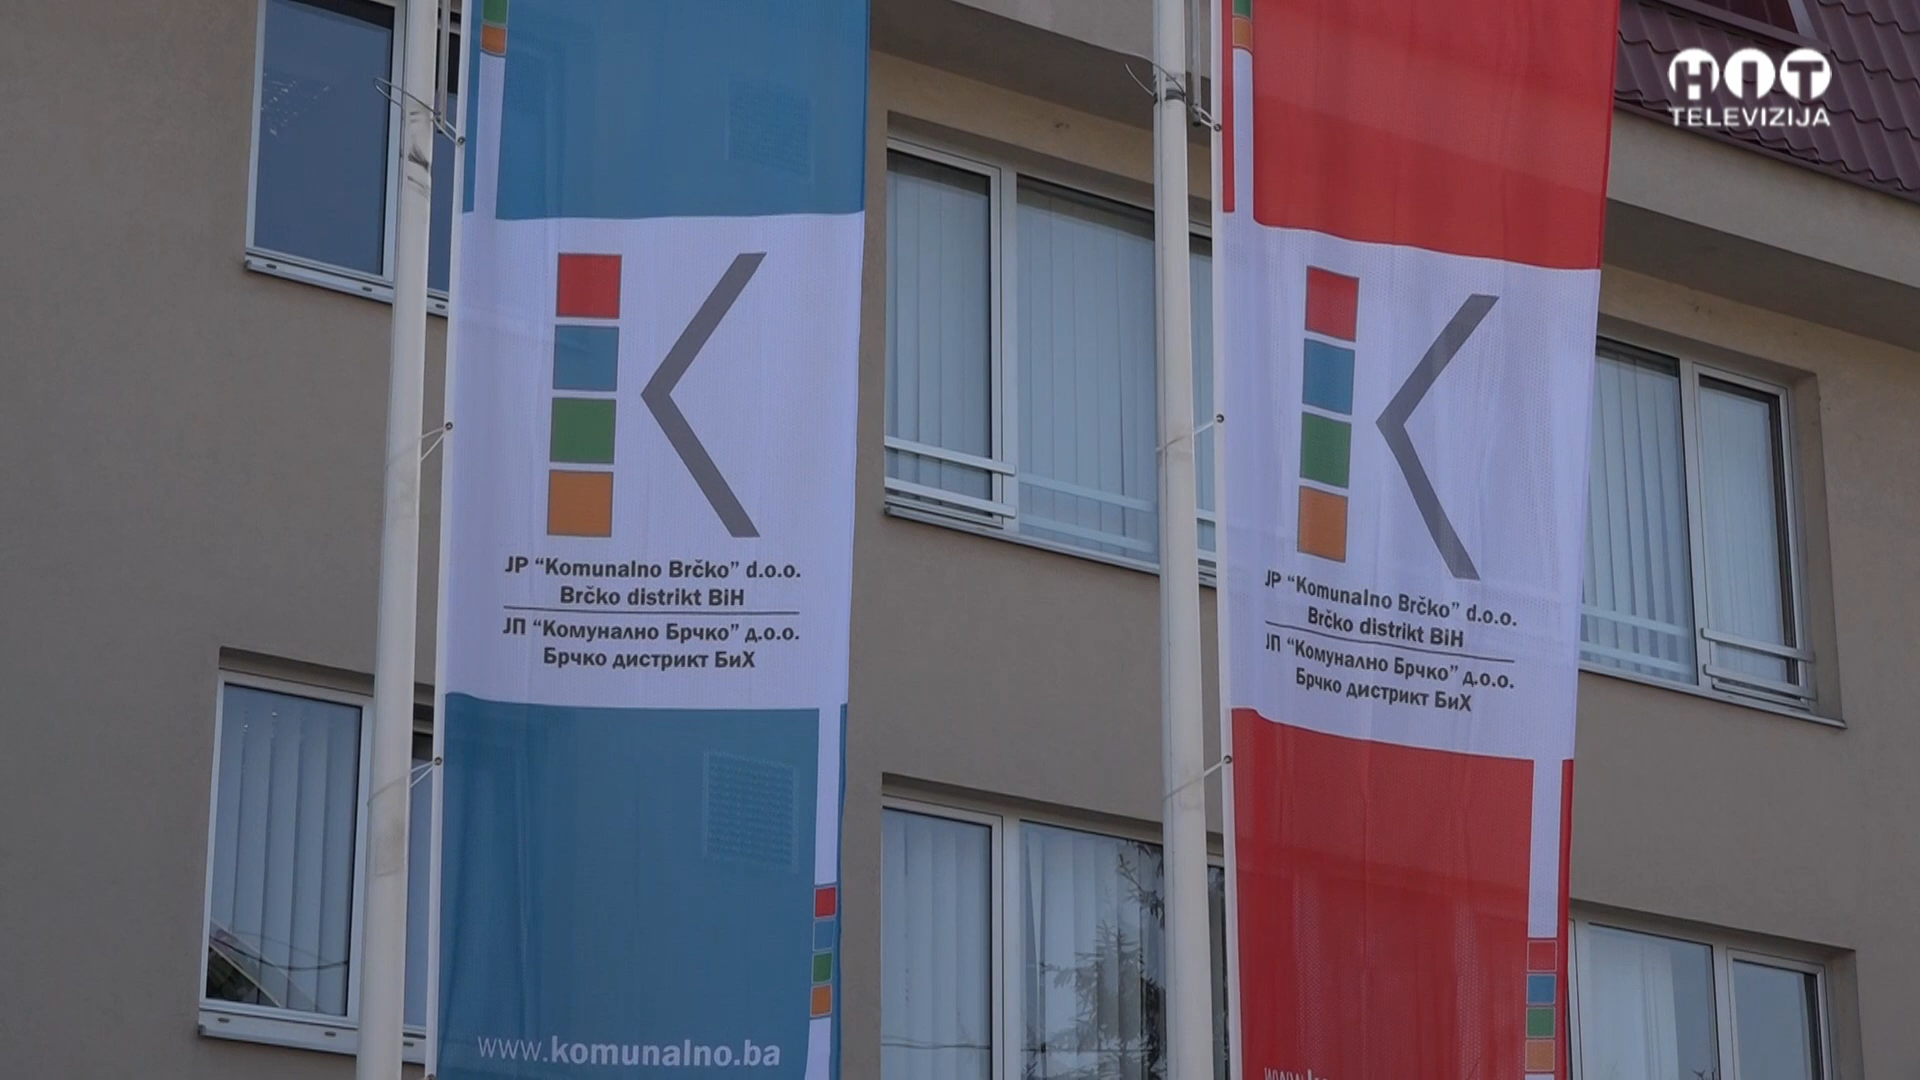 HIT
TELEVIZIJA
JP “Komunalno Brčko” d.o.o.
Brčko distrikt BiH
ЈП “Комунално Брчко” д.о.о.
Брчко дистрикт БиХ
www.komunalno.ba
JP “Komunalno Brčko” d.o.o.
Brčko distrikt BiH
ЈП “Комунално Брчко” д.о.о.
Брчко дистрикт БиХ